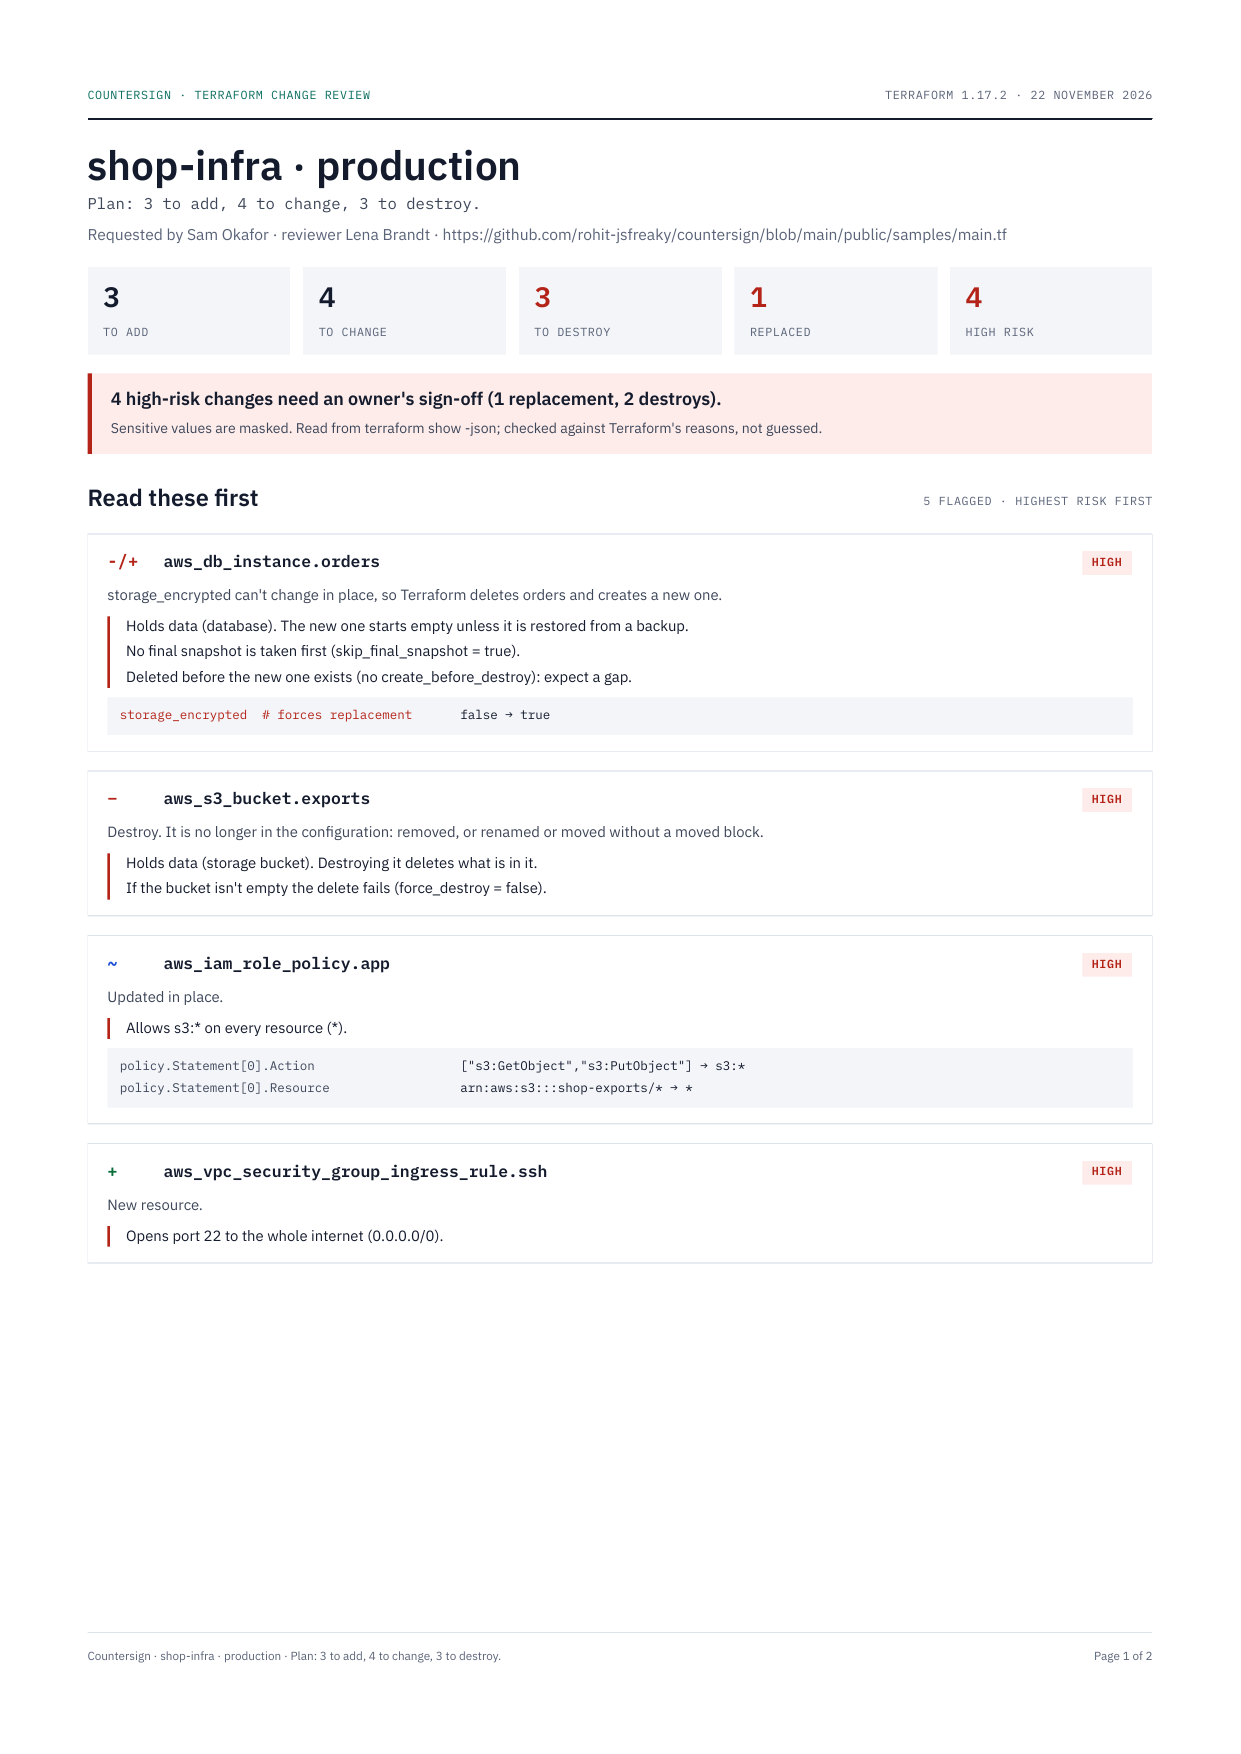 COUNTERSIGN · TERRAFORM CHANGE REVIEW
TERRAFORM 1.17.2 · 22 NOVEMBER 2026
shop-infra · production
Plan: 3 to add, 4 to change, 3 to destroy.
Requested by Sam Okafor · reviewer Lena Brandt · https://github.com/rohit-jsfreaky/countersign/blob/main/public/samples/main.tf
3
TO ADD
4
TO CHANGE
3
TO DESTROY
1
REPLACED
4
HIGH RISK
4 high-risk changes need an owner's sign-off (1 replacement, 2 destroys).
Sensitive values are masked. Read from terraform show -json; checked against Terraform's reasons, not guessed.
Read these first
5 FLAGGED · HIGHEST RISK FIRST
-/+ aws_db_instance.orders HIGH
storage_encrypted can't change in place, so Terraform deletes orders and creates a new one.
Holds data (database). The new one starts empty unless it is restored from a backup.
No final snapshot is taken first (skip_final_snapshot = true).
Deleted before the new one exists (no create_before_destroy): expect a gap.
storage_encrypted # forces replacement false → true
− aws_s3_bucket.exports HIGH
Destroy. It is no longer in the configuration: removed, or renamed or moved without a moved block.
Holds data (storage bucket). Destroying it deletes what is in it.
If the bucket isn't empty the delete fails (force_destroy = false).
~ aws_iam_role_policy.app HIGH
Updated in place.
Allows s3:* on every resource (*).
policy.Statement[0].Action ["s3:GetObject","s3:PutObject"] → s3:*
policy.Statement[0].Resource arn:aws:s3:::shop-exports/* → *
+ aws_vpc_security_group_ingress_rule.ssh HIGH
New resource.
Opens port 22 to the whole internet (0.0.0.0/0).
Countersign · shop-infra · production · Plan: 3 to add, 4 to change, 3 to destroy.
Page 1 of 2